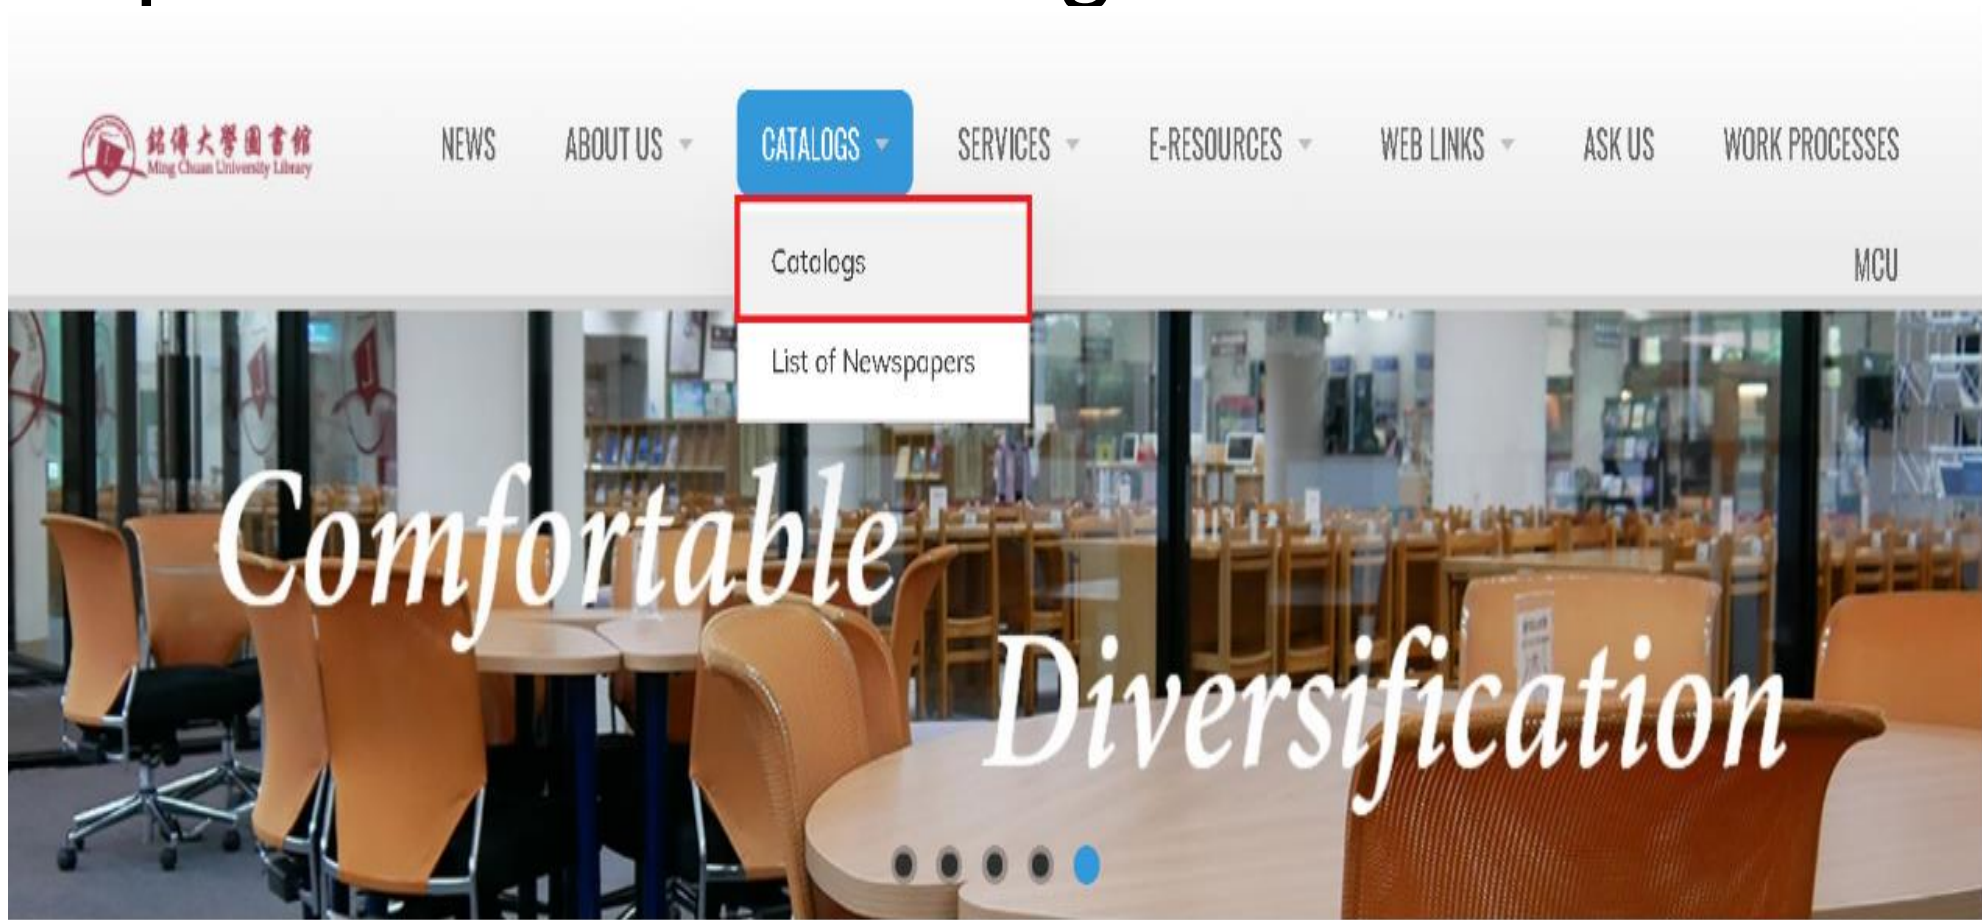 銘傳大學圖書館
Ming Chuan University Library
NEWS
ABOUT US
CATALOGS
SERVICES
E-RESOURCES
WEB LINKS
ASK US
WORK PROCESSES
MCU
Catalogs
List of Newspapers
Comfortable
Diversification